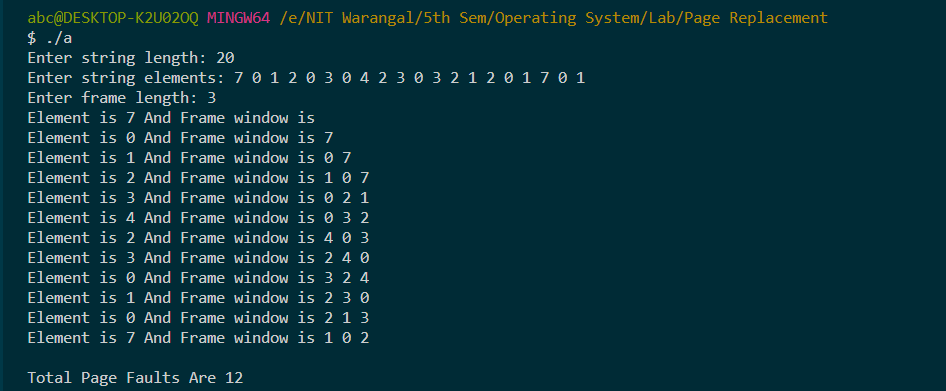 abc@DESKTOP-K2U02OQ MINGW64 /e/NIT Warangal/5th Sem/Operating System/Lab/Page Replacement
$ ./a
Enter string length: 20
Enter string elements: 7 0 1 2 0 3 0 4 2 3 0 3 2 1 2 0 1 7 0 1
Enter frame length: 3
Element is 7 And Frame window is
Element is 0 And Frame window is 7
Element is 1 And Frame window is 0 7
Element is 2 And Frame window is 1 0 7
Element is 3 And Frame window is 0 2 1
Element is 4 And Frame window is 0 3 2
Element is 2 And Frame window is 4 0 3
Element is 3 And Frame window is 2 4 0
Element is 0 And Frame window is 3 2 4
Element is 1 And Frame window is 2 3 0
Element is 0 And Frame window is 2 1 3
Element is 7 And Frame window is 1 0 2
Total Page Faults Are 12